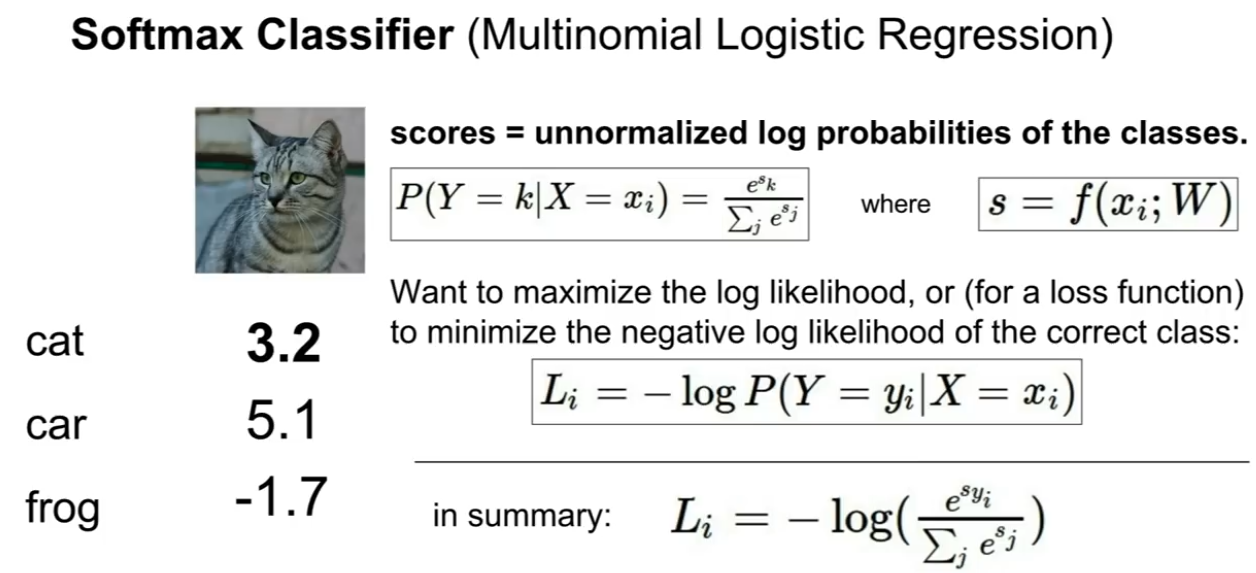 Softmax Classifier (Multinomial Logistic Regression)
scores = unnormalized log probabilities of the classes.
P(Y = k|X = x_i) = e^{s_k} / ∑_j e^{s_j} where s = f(x_i; W)
Want to maximize the log likelihood, or (for a loss function)
to minimize the negative log likelihood of the correct class:
cat 3.2
L_i = − log P(Y = y_i|X = x_i)
car 5.1
frog -1.7
in summary: L_i = − log(e^{s_{y_i}} / ∑_j e^{s_j})